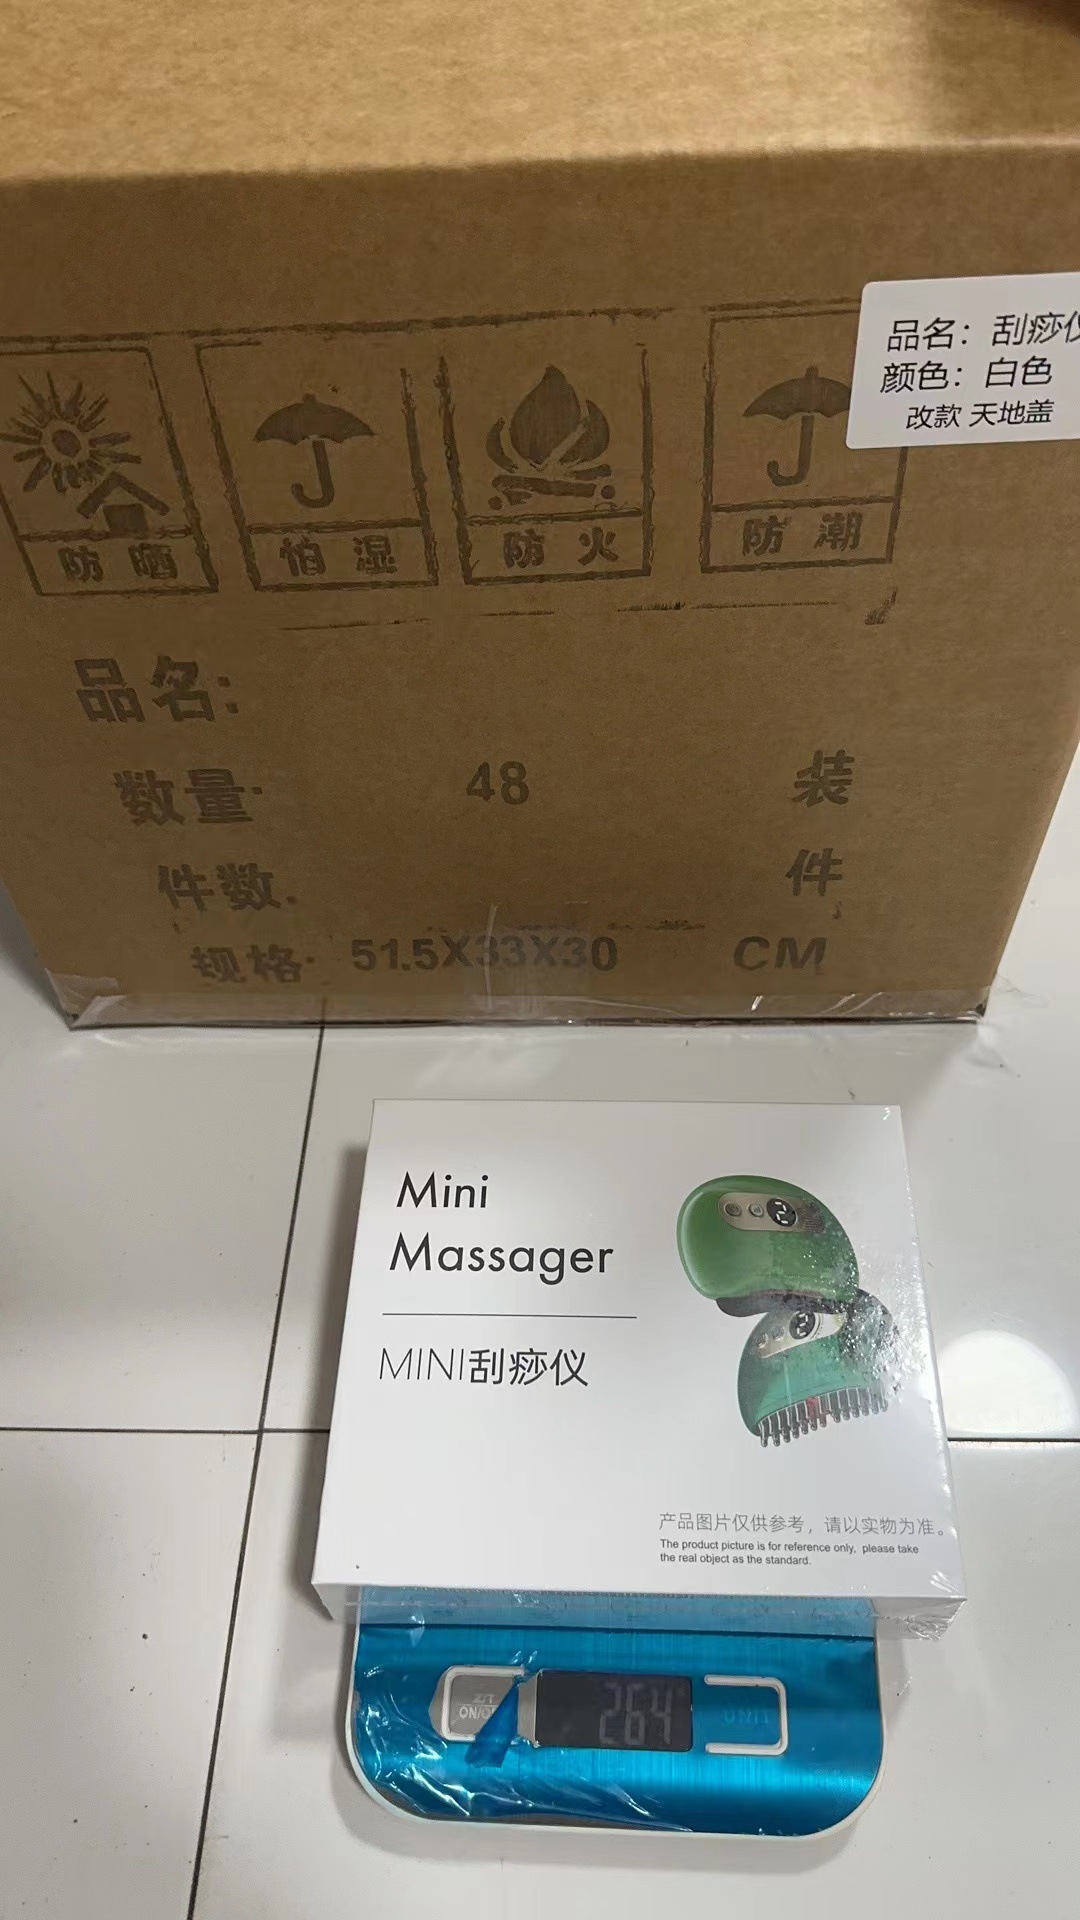 品名：刮痧仪
颜色：白色
改款 天地盖
防晒
怕湿
防火
防潮
品名:
数量: 48 装
件数: 件
规格: 51.5X33X30 CM
Mini
Massager
MINI刮痧仪
产品图片仅供参考，请以实物为准。
The product picture is for reference only, please take
the real object as the standard.
264
UNIT